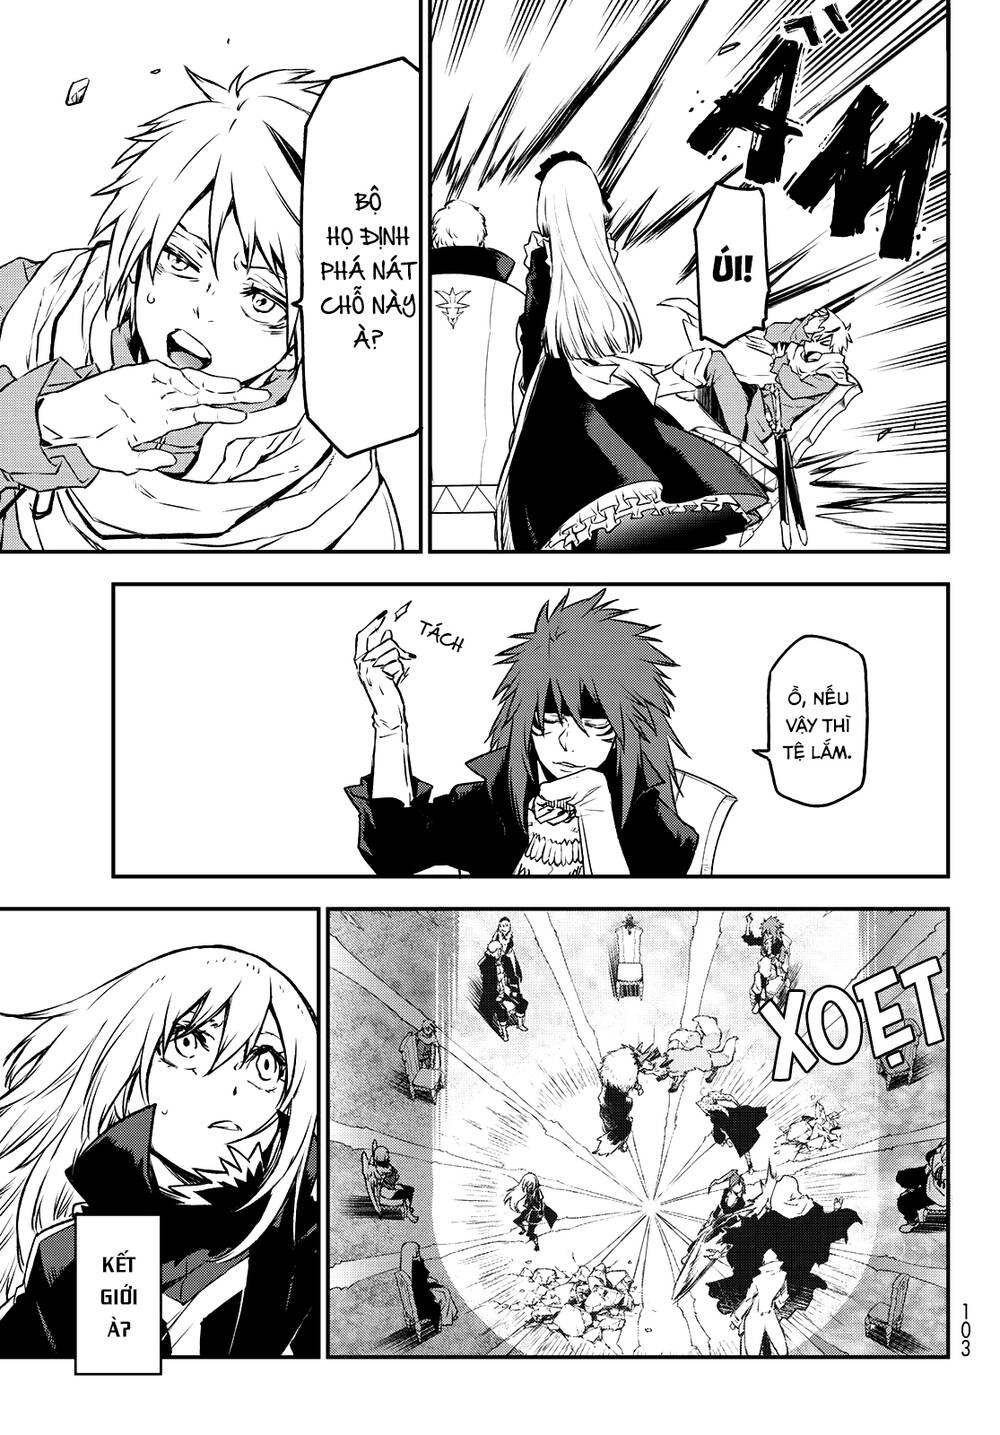 ẦM
ÚI!
BỘ
HỌ ĐỊNH
PHÁ NÁT
CHỖ NÀY
À?
TÁCH
Ồ, NẾU
VẬY THÌ
TỆ LẮM.
XOẸT
KẾT
GIỚI
À?
103